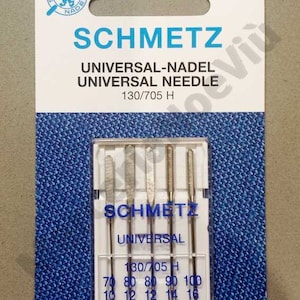 SCHMETZ
UNIVERSAL-NADEL
UNIVERSAL NEEDLE
130/705 H
SCHMETZ
UNIVERSAL
130/705 H
70 80 80 90 100
10 12 12 14 16